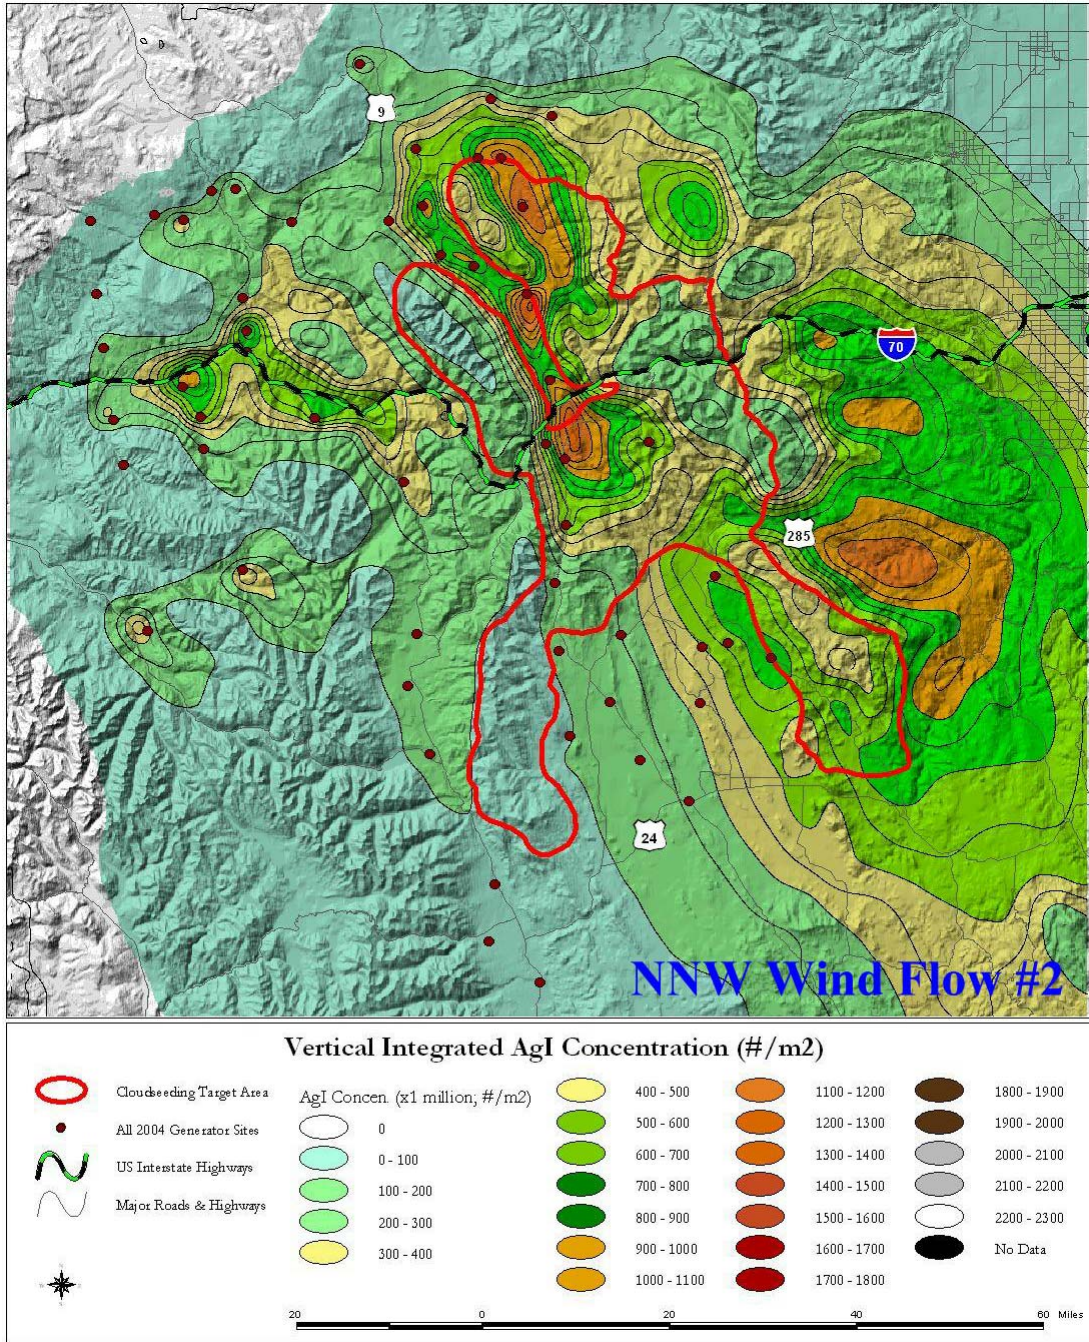 9
70
285
24
NNW Wind Flow #2
Vertical Integrated AgI Concentration (#/m2)
Cloudseeding Target Area
All 2004 Generator Sites
US Interstate Highways
Major Roads & Highways
AgI Concen. (x1 million; #/m2)
0
0 - 100
100 - 200
200 - 300
300 - 400
400 - 500
500 - 600
600 - 700
700 - 800
800 - 900
900 - 1000
1000 - 1100
1100 - 1200
1200 - 1300
1300 - 1400
1400 - 1500
1500 - 1600
1600 - 1700
1700 - 1800
1800 - 1900
1900 - 2000
2000 - 2100
2100 - 2200
2200 - 2300
No Data
20 0 20 40 60 Miles